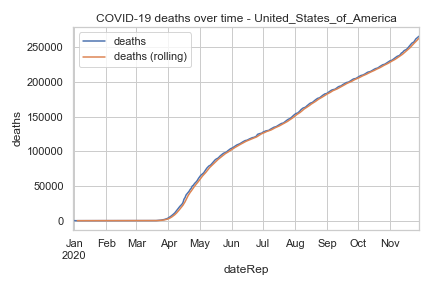 COVID-19 deaths over time - United_States_of_America
deaths
deaths (rolling)
250000
200000
150000
100000
50000
0
deaths
Jan Feb Mar Apr May Jun Jul Aug Sep Oct Nov
2020
dateRep